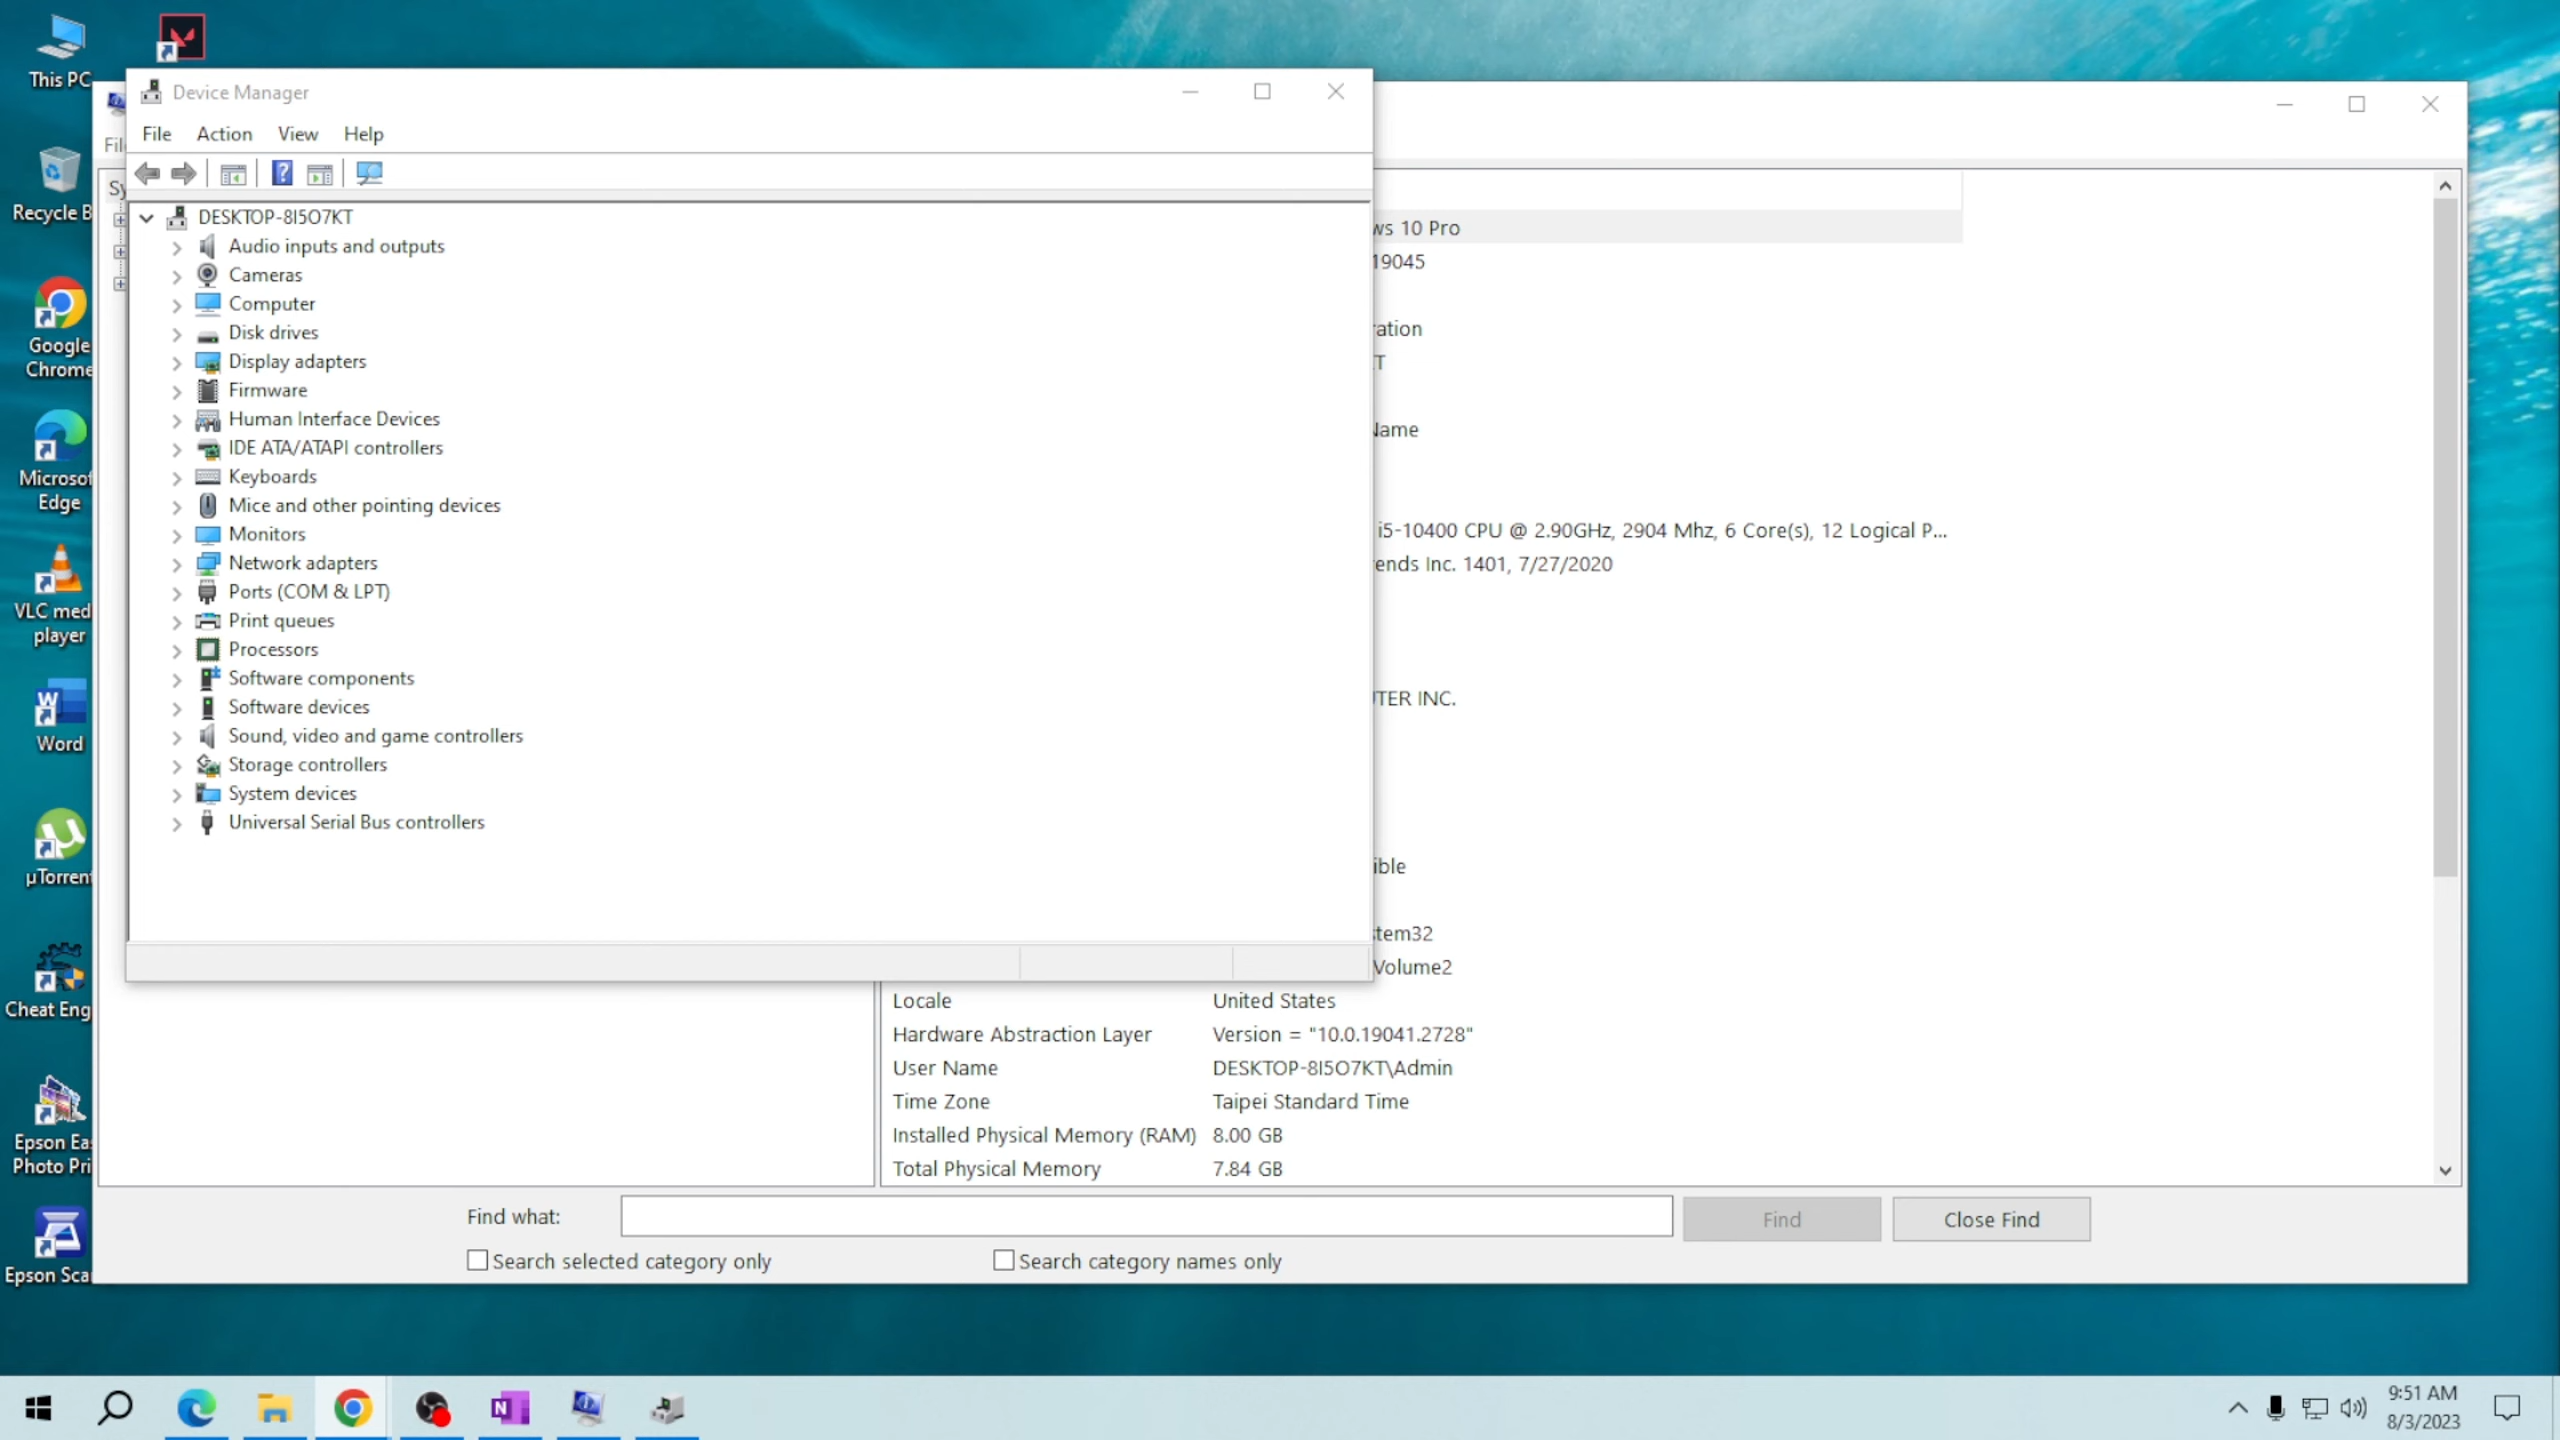 This PC
Recycle B
Google
Chrome
Microsof
Edge
VLC med
player
Word
µTorrent
Cheat Eng
Epson Ea
Photo Pri
Epson Sca
Device Manager
File Action View Help
DESKTOP-8I5O7KT
Audio inputs and outputs
Cameras
Computer
Disk drives
Display adapters
Firmware
Human Interface Devices
IDE ATA/ATAPI controllers
Keyboards
Mice and other pointing devices
Monitors
Network adapters
Ports (COM & LPT)
Print queues
Processors
Software components
Software devices
Sound, video and game controllers
Storage controllers
System devices
Universal Serial Bus controllers
Fil
Sy
ws 10 Pro
19045
ration
T
Name
i5-10400 CPU @ 2.90GHz, 2904 Mhz, 6 Core(s), 12 Logical P...
ends Inc. 1401, 7/27/2020
TER INC.
ible
stem32
Volume2
Locale United States
Hardware Abstraction Layer Version = "10.0.19041.2728"
User Name DESKTOP-8I5O7KT\Admin
Time Zone Taipei Standard Time
Installed Physical Memory (RAM) 8.00 GB
Total Physical Memory 7.84 GB
Find what: Find Close Find
Search selected category only Search category names only
9:51 AM
8/3/2023